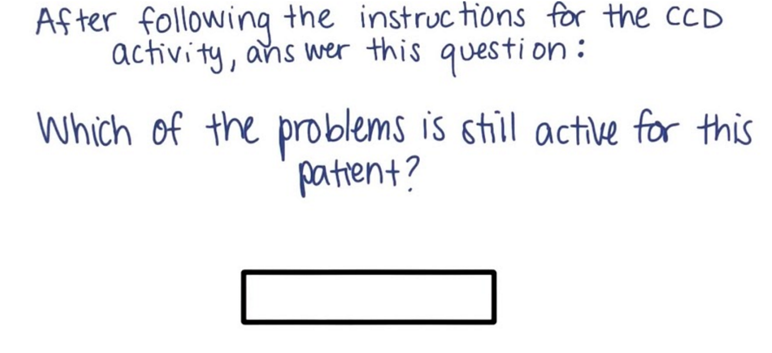 After following the instructions for the CCD
activity, answer this question:
Which of the problems is still active for this
patient?